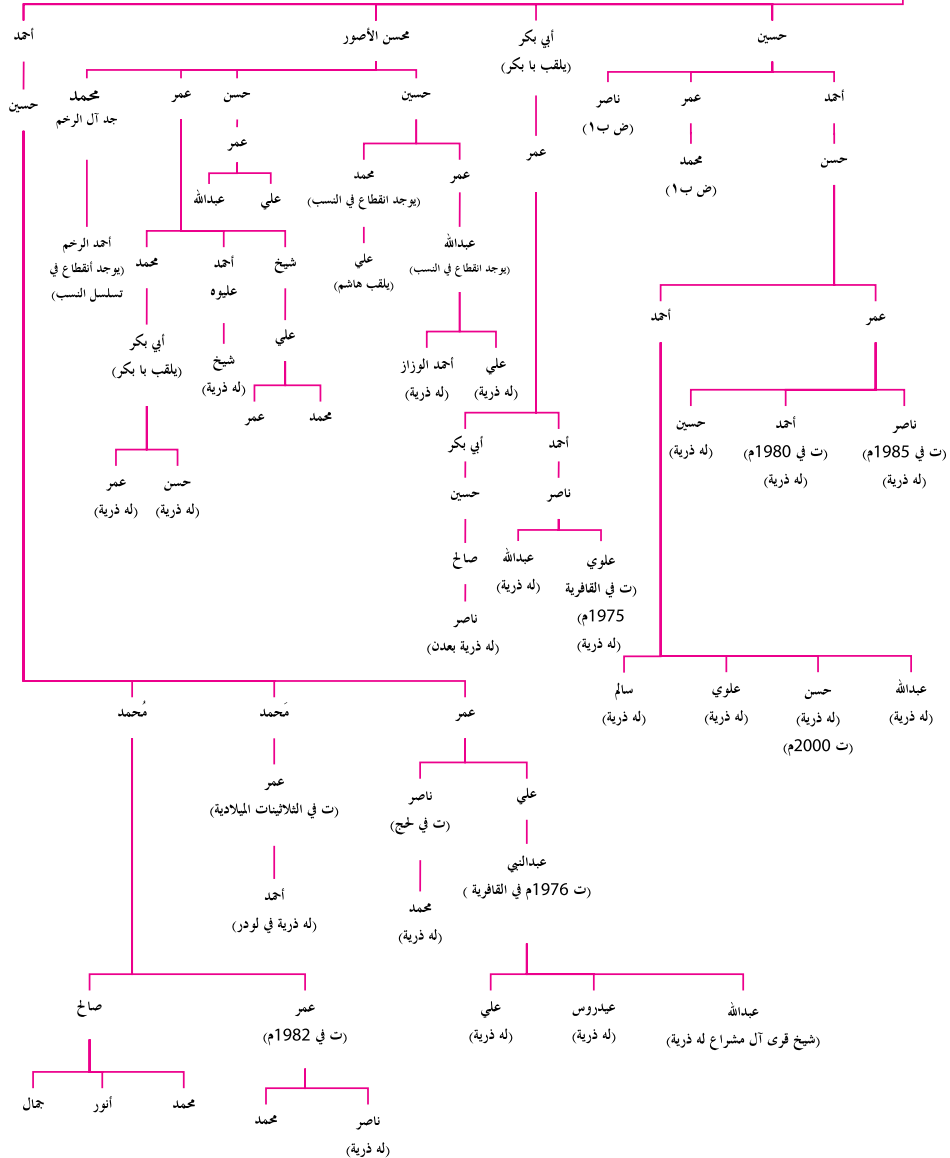 حسين
أبي بكر
(يلقب با بكر)
محسن الأصور
أحمد
أحمد
عمر
ناصر
(ض ب١)
حسين
حسن
عمر
محمد
جد آل الرخم
حسين
حسن
محمد
(ض ب١)
عمر
عمر
محمد
(يوجد انقطاع في النسب)
عمر
علي
عبدالله
عبدالله
(يوجد انقطاع في النسب)
علي
(يلقب هاشم)
شيخ
أحمد
عليوه
محمد
أحمد الرخم
(يوجد أنقطاع في
تسلسل النسب)
عمر
أحمد
علي
(له ذرية)
أحمد الوزاز
(له ذرية)
علي
شيخ
(له ذرية)
أبي بكر
(يلقب با بكر)
محمد
عمر
ناصر
(ت في 1985م)
(له ذرية)
أحمد
(ت في 1980م)
(له ذرية)
حسين
(له ذرية)
أحمد
أبي بكر
حسن
(له ذرية)
عمر
(له ذرية)
ناصر
حسين
علوي
(ت في القافرية
1975م)
(له ذرية)
عبدالله
(له ذرية)
صالح
ناصر
(له ذرية بعدن)
عبدالله
(له ذرية)
حسن
(له ذرية)
(ت 2000م)
علوي
(له ذرية)
سالم
(له ذرية)
عمر
مَحمد
مُحمد
علي
ناصر
(ت في لحج)
عمر
(ت في الثلاثينات الميلادية)
عبدالنبي
(ت 1976م في القافرية )
محمد
(له ذرية)
أحمد
(له ذرية في لودر)
عبدالله
(شيخ قرى آل مشراع له ذرية)
عيدروس
(له ذرية)
علي
(له ذرية)
عمر
(ت في 1982م)
صالح
ناصر
(له ذرية)
محمد
محمد
أنور
جمال